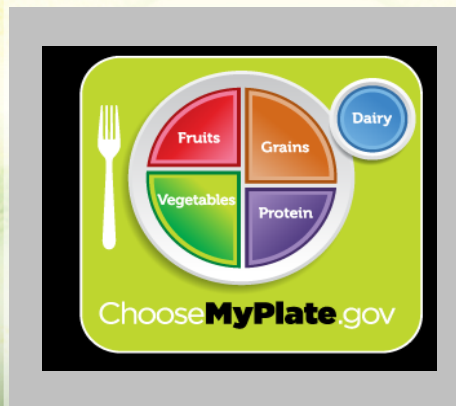 Dairy
Fruits
Grains
Vegetables
Protein
ChooseMyPlate.gov